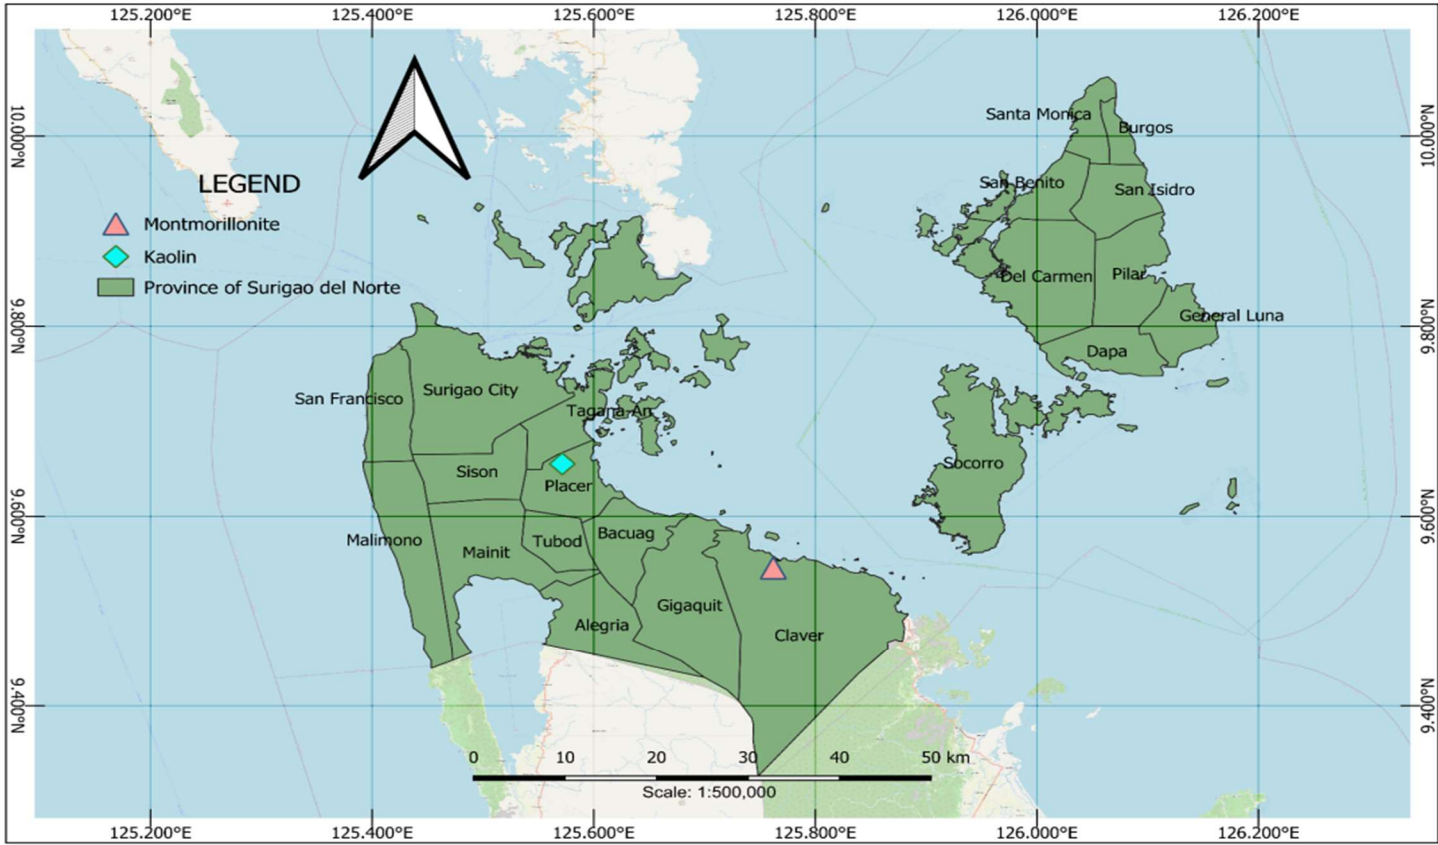 125.200°E 125.400°E 125.600°E 125.800°E 126.000°E 126.200°E
10.000°N 10.000°N
9.800°N 9.800°N
9.600°N 9.600°N
9.400°N 9.400°N
LEGEND
Montmorillonite
Kaolin
Province of Surigao del Norte
Santa Monica
Burgos
San Benito
San Isidro
Del Carmen
Pilar
General Luna
Dapa
Socorro
San Francisco
Surigao City
Tagana-An
Sison
Placer
Malimono
Mainit
Tubod
Bacuag
Alegria
Gigaquit
Claver
0 10 20 30 40 50 km
Scale: 1:500,000
125.200°E 125.400°E 125.600°E 125.800°E 126.000°E 126.200°E